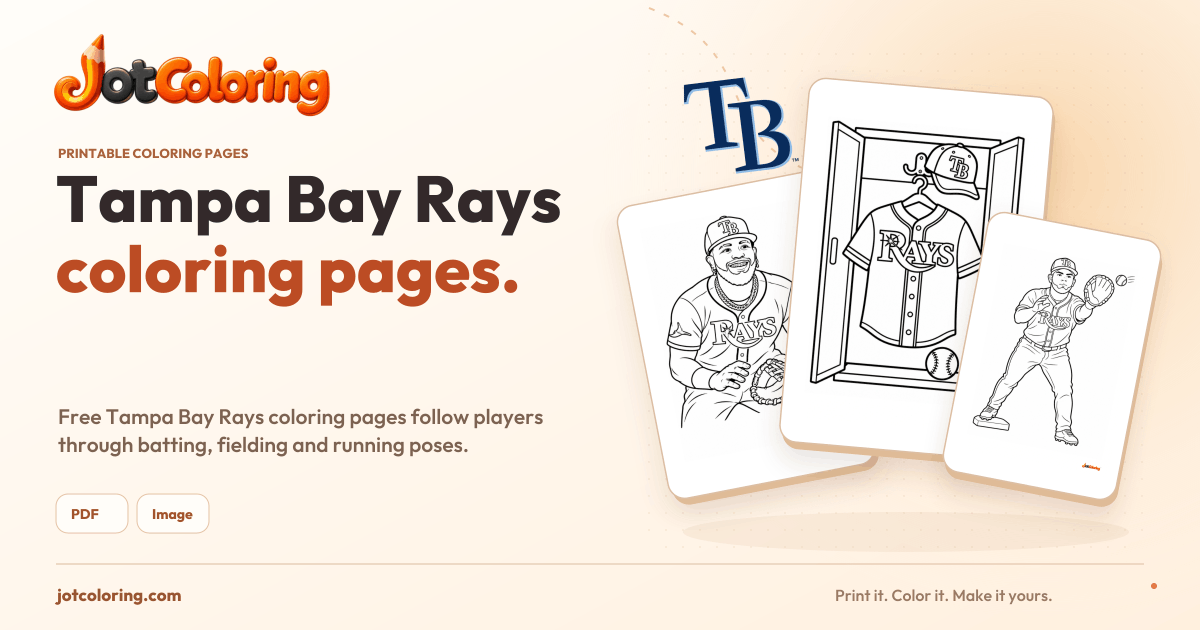 JotColoring
PRINTABLE COLORING PAGES
Tampa Bay Rays
coloring pages.
Free Tampa Bay Rays coloring pages follow players
through batting, fielding and running poses.
PDF
Image
TB
™
TB
RAYS
TB
RAYS
TB
RAYS
JotColoring
jotcoloring.com
Print it. Color it. Make it yours.